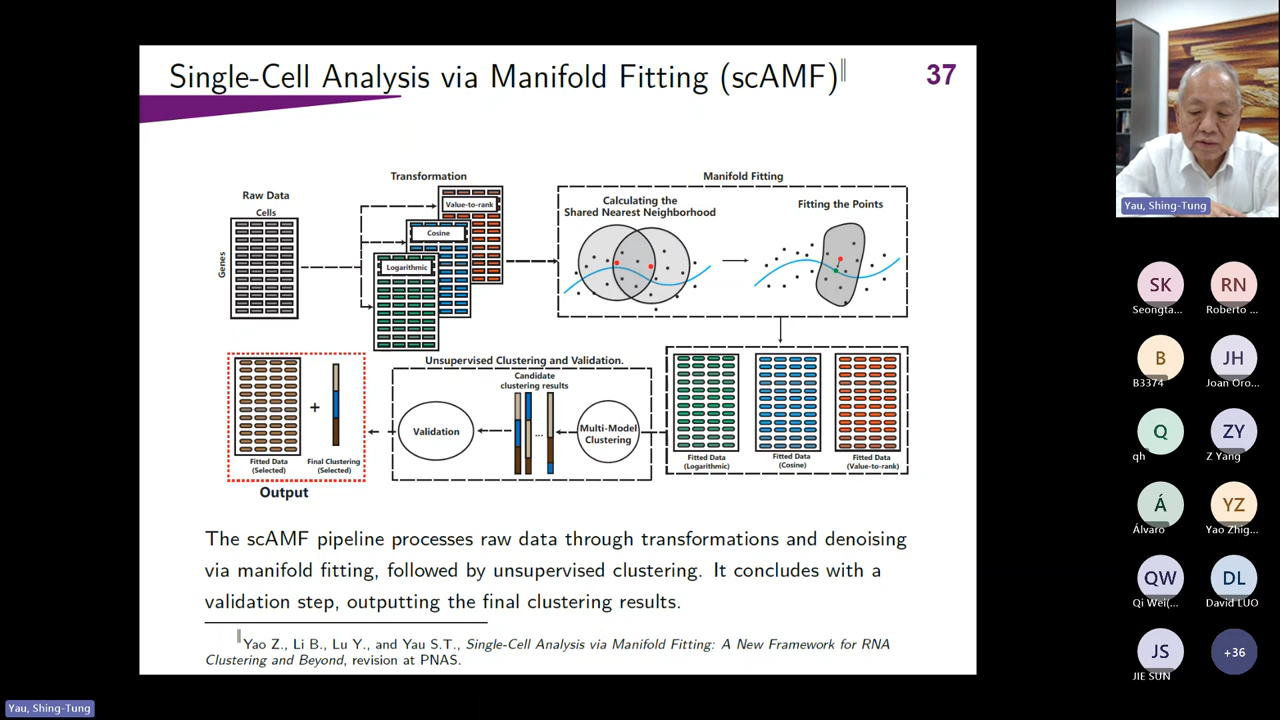 Single-Cell Analysis via Manifold Fitting (scAMF)‖
37
Raw Data
Cells
Genes
Transformation
Value-to-rank
Cosine
Logarithmic
Manifold Fitting
Calculating the
Shared Nearest Neighborhood
Fitting the Points
Unsupervised Clustering and Validation.
Candidate
clustering results
Validation
...
Multi-Model
Clustering
Fitted Data
(Logarithmic)
Fitted Data
(Cosine)
Fitted Data
(Value-to-rank)
+
Fitted Data
(Selected)
Final Clustering
(Selected)
Output
The scAMF pipeline processes raw data through transformations and denoising
via manifold fitting, followed by unsupervised clustering. It concludes with a
validation step, outputting the final clustering results.
‖Yao Z., Li B., Lu Y., and Yau S.T., Single-Cell Analysis via Manifold Fitting: A New Framework for RNA
Clustering and Beyond, revision at PNAS.
Yau, Shing-Tung
SK
Seongta...
RN
Roberto ...
B
B3374
JH
Joan Oro...
Q
qh
ZY
Z Yang
Á
Álvaro
YZ
Yao Zhig...
QW
Qi Wei(...
DL
David LUO
JS
JIE SUN
+36
Yau, Shing-Tung